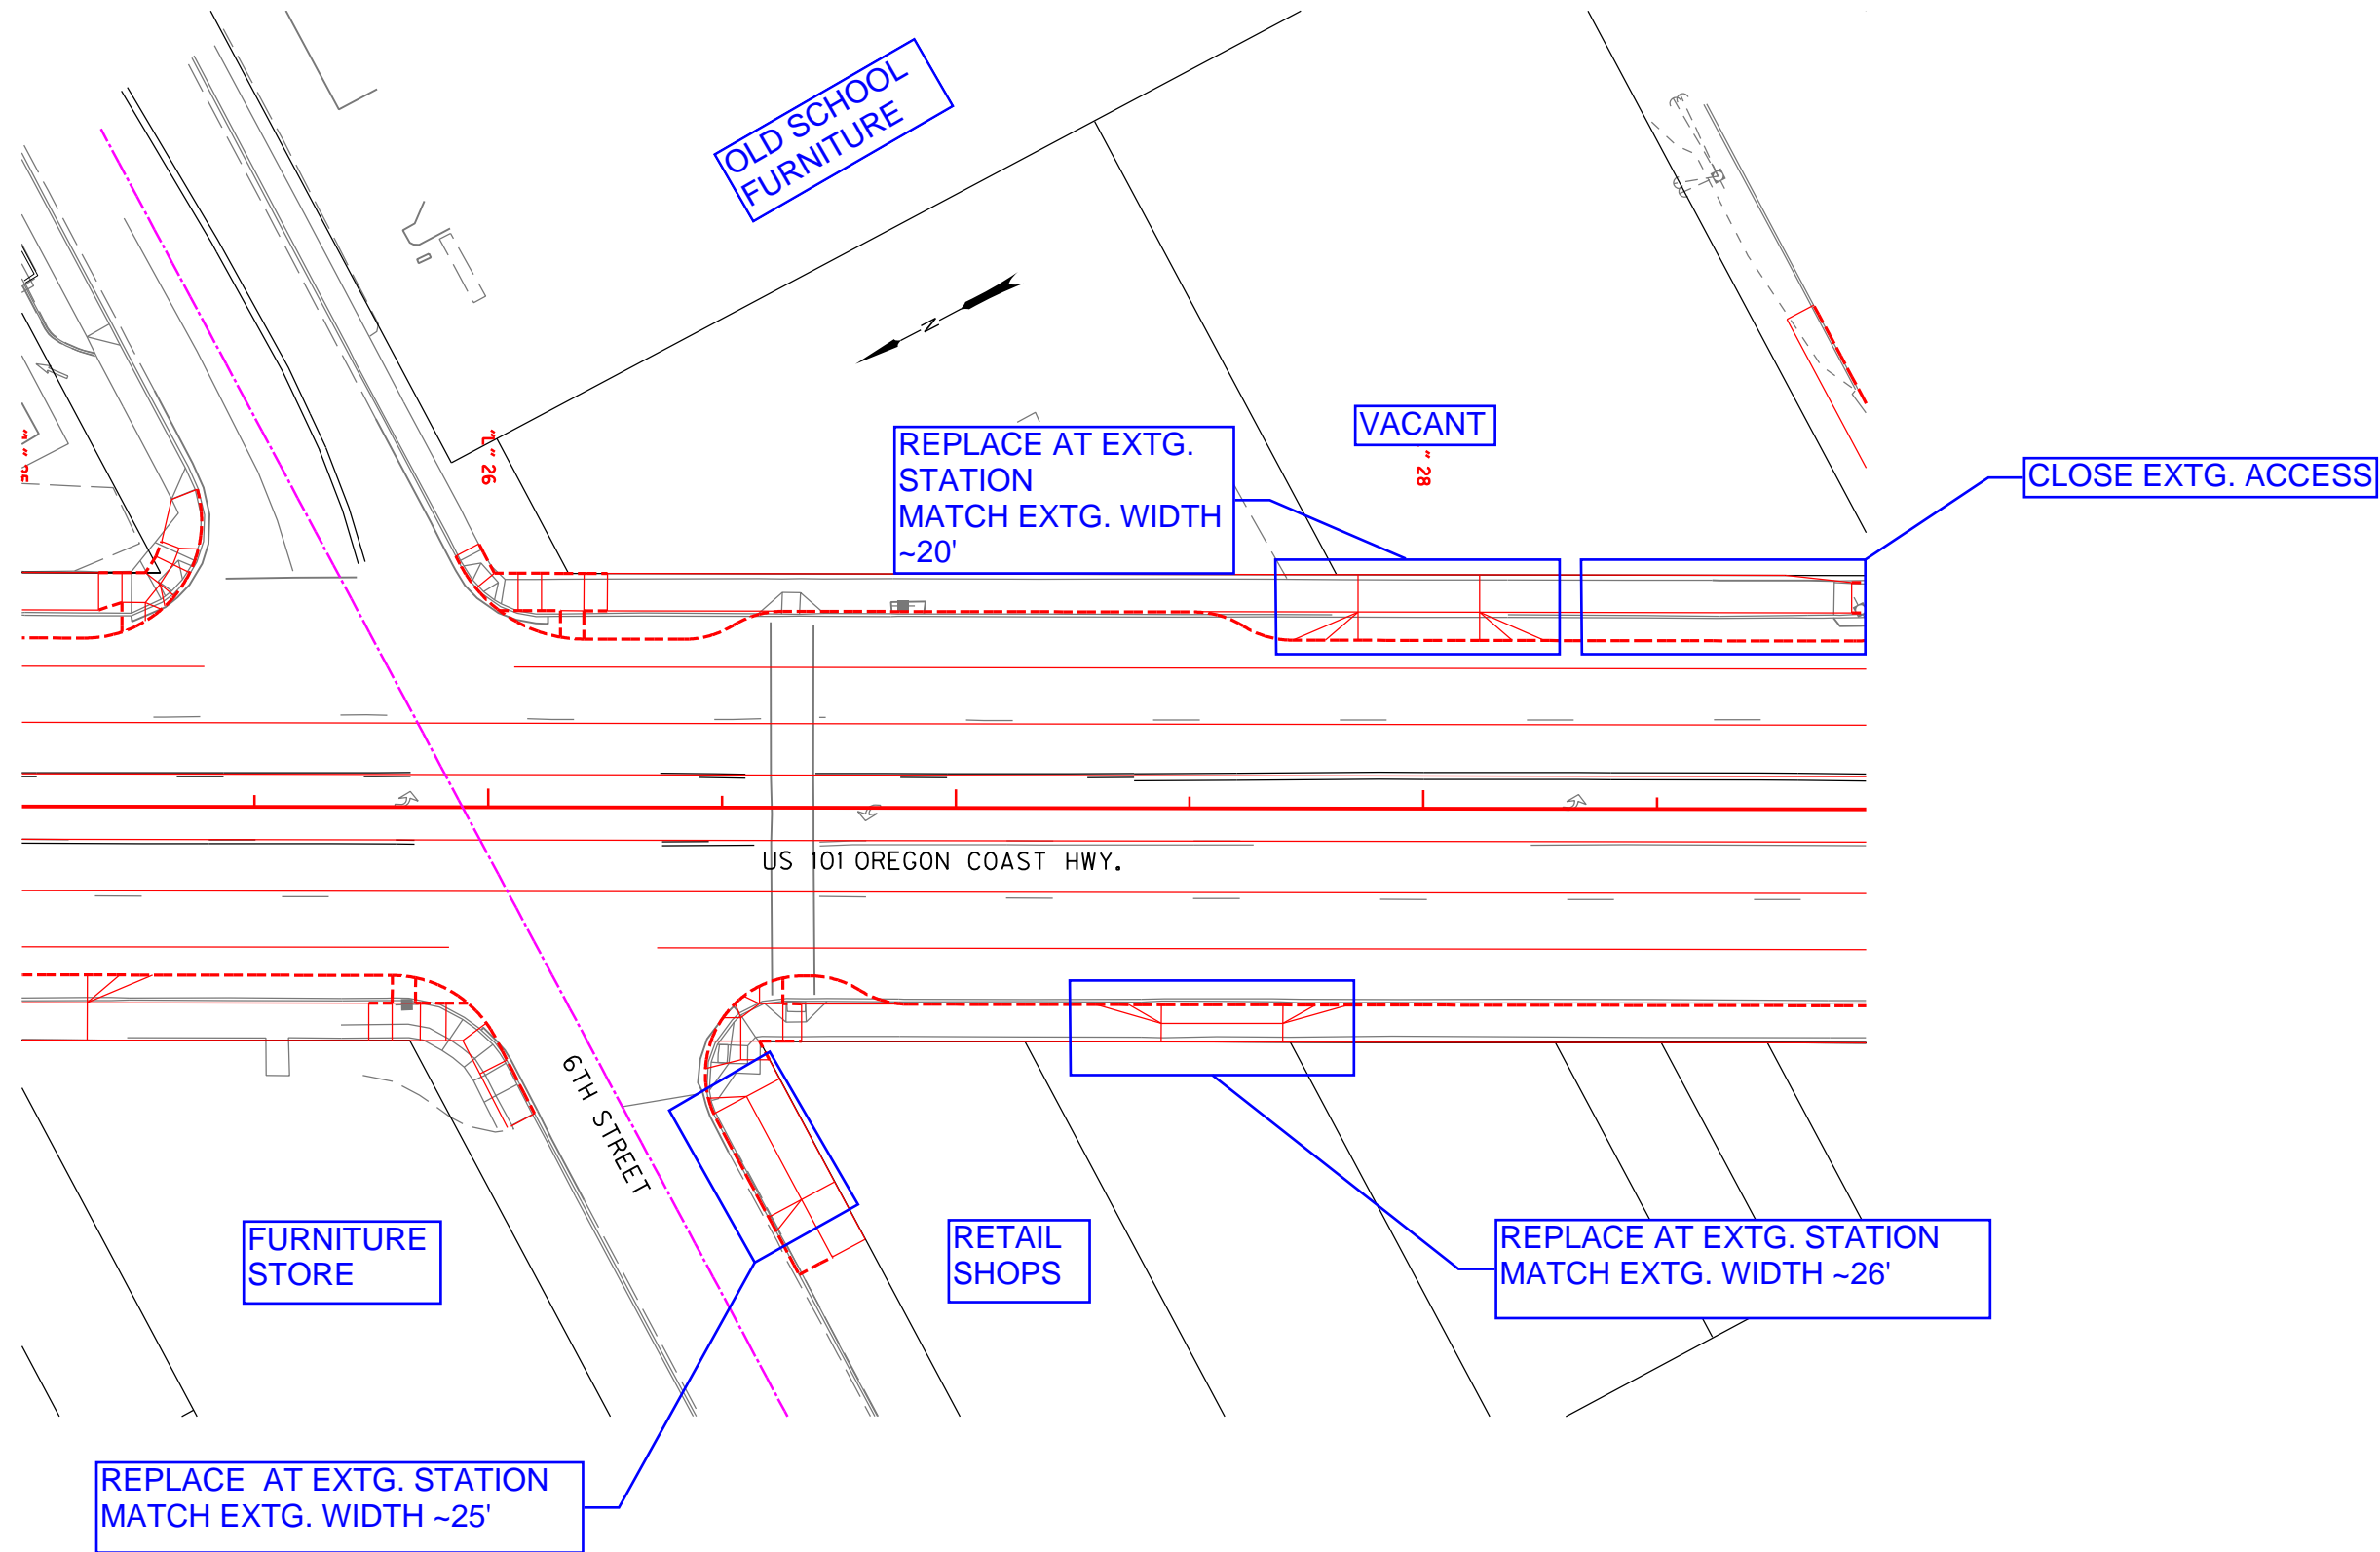 OLD SCHOOL
FURNITURE
N
VACANT
REPLACE AT EXTG.
STATION
MATCH EXTG. WIDTH
~20'
CLOSE EXTG. ACCESS
"L" 26
" 28
US 101 OREGON COAST HWY.
6TH STREET
FURNITURE
STORE
RETAIL
SHOPS
REPLACE AT EXTG. STATION
MATCH EXTG. WIDTH ~26'
REPLACE  AT EXTG. STATION
MATCH EXTG. WIDTH ~25'